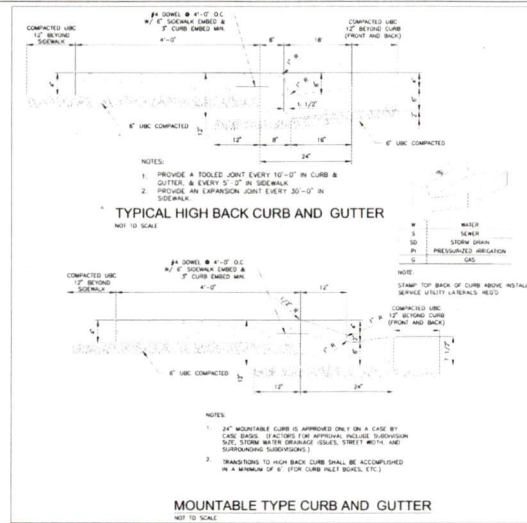 #4 DOWEL @ 4'-0" O.C.
W/ 6" SIDEWALK EMBED &
3" CURB EMBED MIN.
COMPACTED UBC
12" BEYOND
SIDEWALK
4'-0"
6"
18"
COMPACTED UBC
12" BEYOND CURB
(FRONT AND BACK)
1 1/2"
6" UBC COMPACTED
12"
12"
8"
16"
6" UBC COMPACTED
24"
NOTES:
1. PROVIDE A TOOLED JOINT EVERY 10'-0" IN CURB &
GUTTER, & EVERY 5'-0" IN SIDEWALK
2. PROVIDE AN EXPANSION JOINT EVERY 30'-0" IN
SIDEWALK.
TYPICAL HIGH BACK CURB AND GUTTER
NOT TO SCALE
W WATER
S SEWER
SD STORM DRAIN
PI PRESSURIZED IRRIGATION
G GAS
NOTE:
STAMP TOP BACK OF CURB ABOVE INSTALL
SERVICE UTILITY LATERALS. REQ'D
#4 DOWEL @ 4'-0" O.C.
W/ 6" SIDEWALK EMBED &
3" CURB EMBED MIN.
COMPACTED UBC
12" BEYOND
SIDEWALK
4'-0"
12"
1/2" R
COMPACTED UBC
12" BEYOND CURB
(FRONT AND BACK)
1 1/2"
6" UBC COMPACTED
12"
12"
24"
NOTES:
1. 24" MOUNTABLE CURB IS APPROVED ONLY ON A CASE BY
CASE BASIS. (FACTORS FOR APPROVAL INCLUDE SUBDIVISION
SIZE, STORM WATER DRAINAGE ISSUES, STREET WIDTH, AND
SURROUNDING SUBDIVISIONS.)
2. TRANSITIONS TO HIGH BACK CURB SHALL BE ACCOMPLISHED
IN A MINIMUM OF 6'. (FOR CURB INLET BOXES, ETC.)
MOUNTABLE TYPE CURB AND GUTTER
NOT TO SCALE